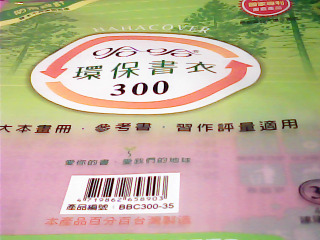 HAHACOVER
哈哈®
環保書衣
300
大本畫冊．參考書．習作評量適用
愛你的書．愛我們的地球
4719862658903
產品編號：BBC300-35
本產品百分百台灣製造